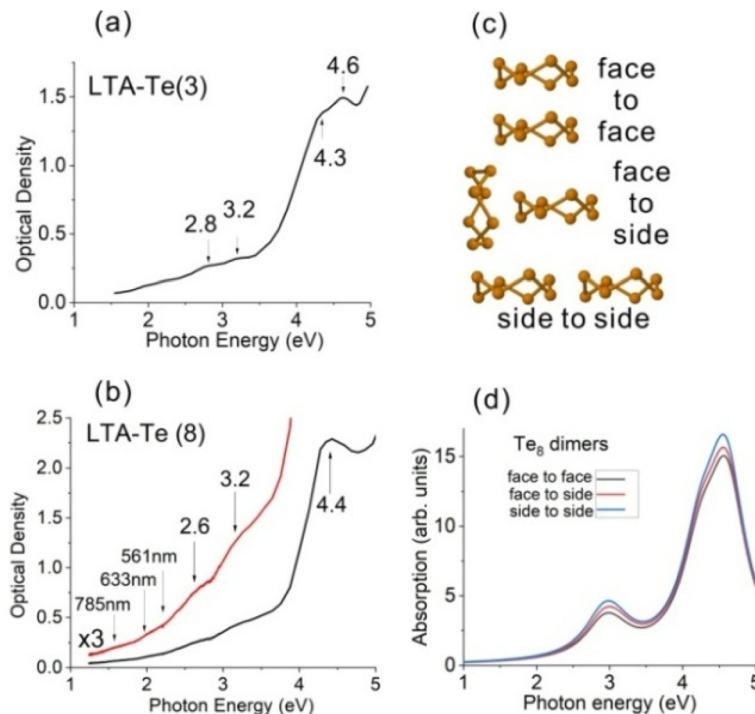 (a)
LTA-Te(3)
4.6
4.3
2.8
3.2
1.5
1.0
0.5
0.0
Optical Density
1 2 3 4 5
Photon Energy (eV)
(c)
face
to
face
face
to
side
side to side
(b)
LTA-Te (8)
2.5
2.0
1.5
1.0
0.5
0.0
Optical Density
3.2
2.6
561nm
633nm
785nm
4.4
x3
1 2 3 4 5
Photon Energy (eV)
(d)
Te₈ dimers
face to face
face to side
side to side
15
10
5
0
Absorption (arb. units)
1 2 3 4 5
Photon energy (eV)